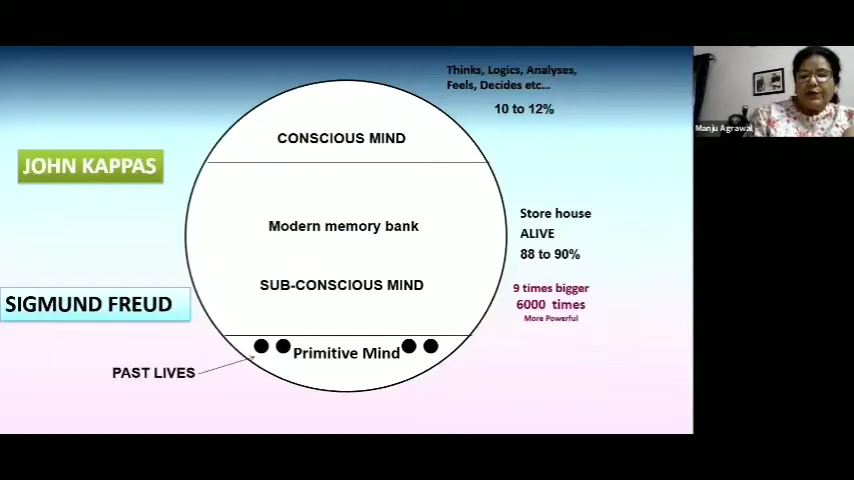 Thinks, Logics, Analyses,
Feels, Decides etc...
10 to 12%
CONSCIOUS MIND
JOHN KAPPAS
Modern memory bank
Store house
ALIVE
88 to 90%
SUB-CONSCIOUS MIND
9 times bigger
6000 times
More Powerful
SIGMUND FREUD
Primitive Mind
PAST LIVES
Manju Agrawal